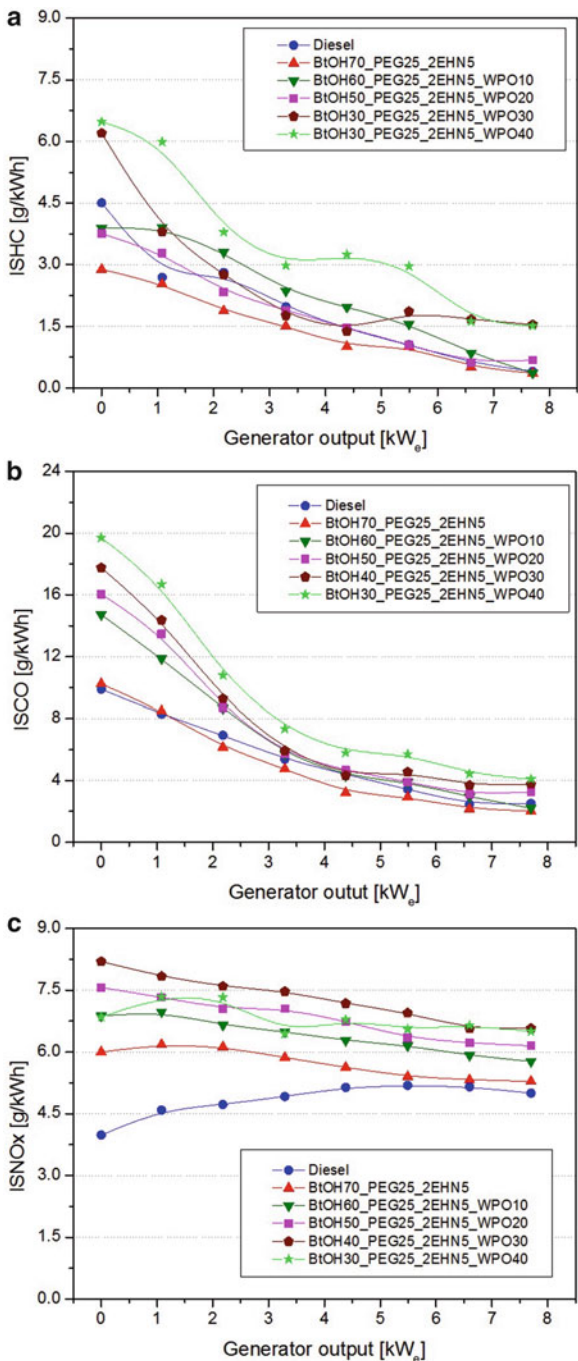 a
9.0
7.5
6.0
4.5
3.0
1.5
0.0
ISHC [g/kWh]
Diesel
BtOH70_PEG25_2EHN5
BtOH60_PEG25_2EHN5_WPO10
BtOH50_PEG25_2EHN5_WPO20
BtOH30_PEG25_2EHN5_WPO30
BtOH30_PEG25_2EHN5_WPO40
0 1 2 3 4 5 6 7 8
Generator output [kWe]
b
24
20
16
12
8
4
0
ISCO [g/kWh]
Diesel
BtOH70_PEG25_2EHN5
BtOH60_PEG25_2EHN5_WPO10
BtOH50_PEG25_2EHN5_WPO20
BtOH40_PEG25_2EHN5_WPO30
BtOH30_PEG25_2EHN5_WPO40
0 1 2 3 4 5 6 7 8
Generator outut [kWe]
c
9.0
7.5
6.0
4.5
3.0
1.5
0.0
ISNOx [g/kWh]
Diesel
BtOH70_PEG25_2EHN5
BtOH60_PEG25_2EHN5_WPO10
BtOH50_PEG25_2EHN5_WPO20
BtOH40_PEG25_2EHN5_WPO30
BtOH30_PEG25_2EHN5_WPO40
0 1 2 3 4 5 6 7 8
Generator output [kWe]